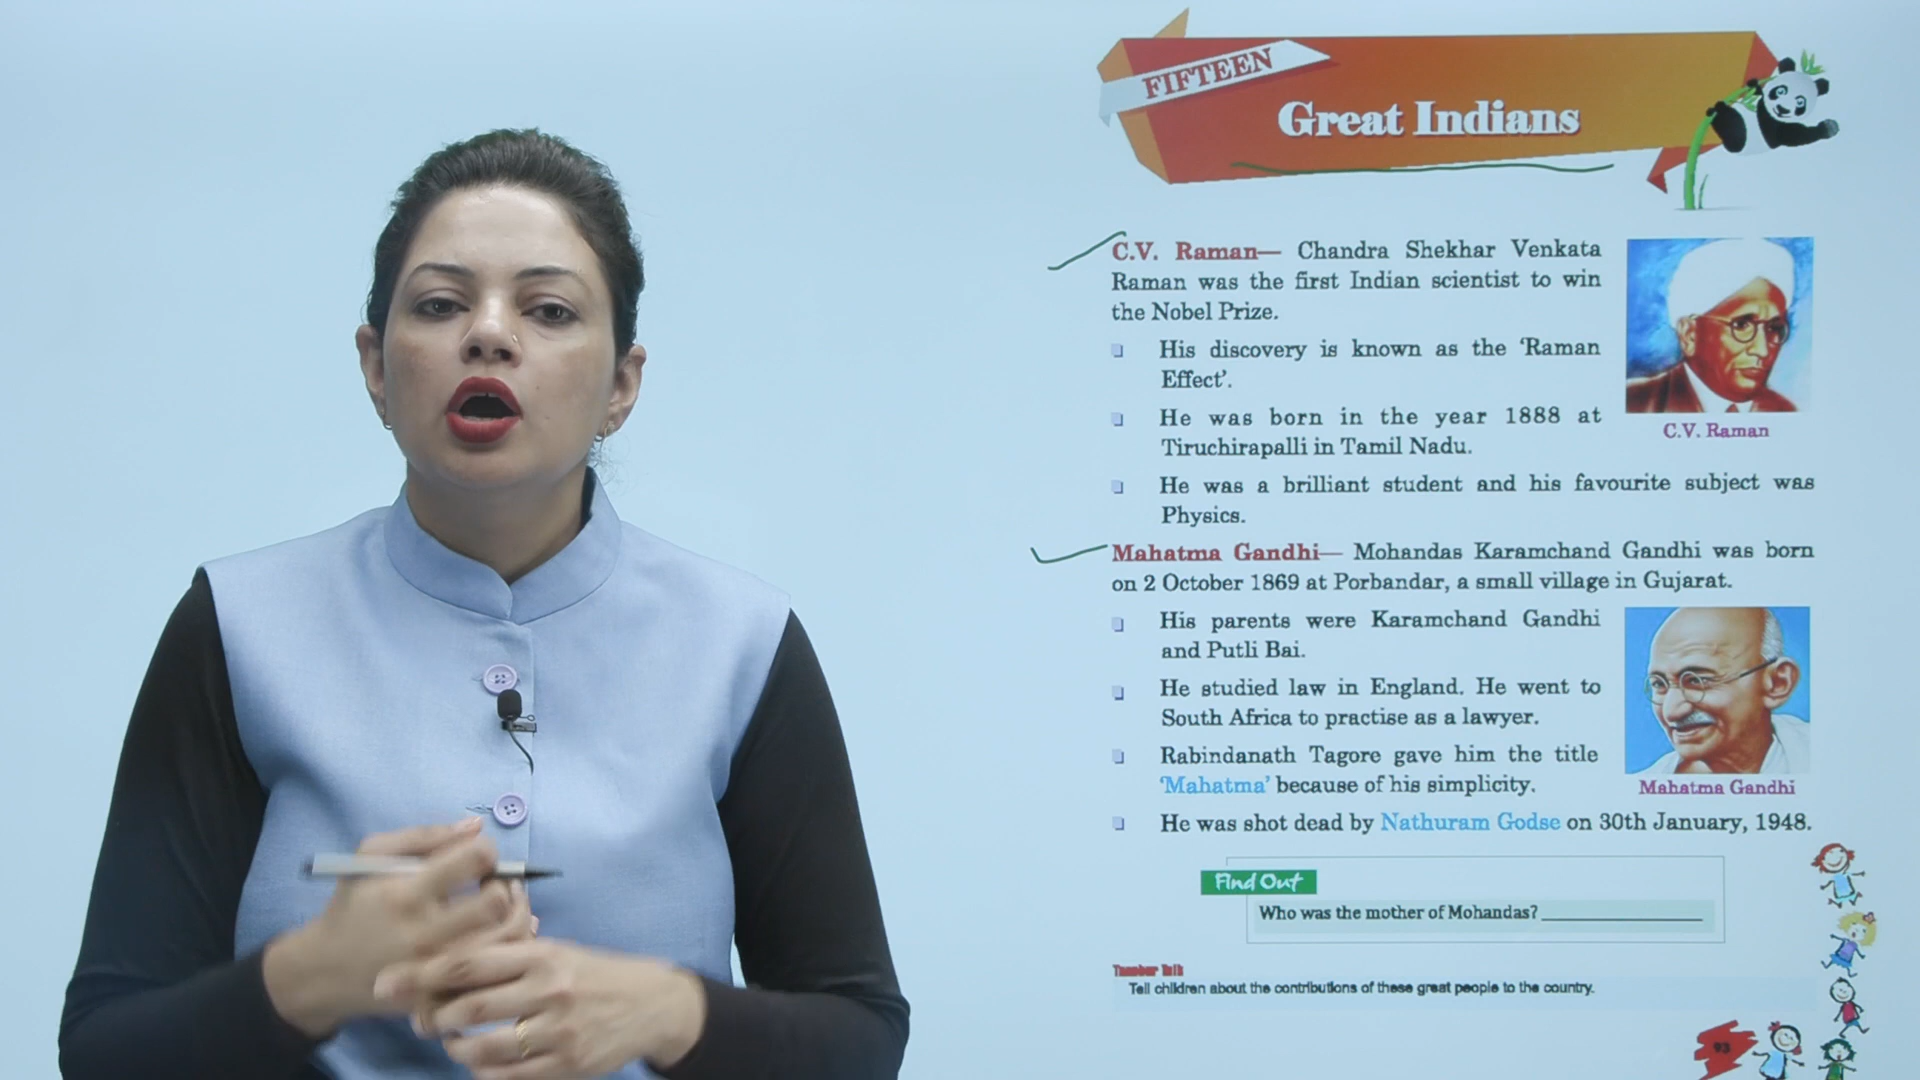 FIFTEEN
Great Indians
C.V. Raman— Chandra Shekhar Venkata
Raman was the first Indian scientist to win
the Nobel Prize.
His discovery is known as the ‘Raman
Effect’.
He was born in the year 1888 at
Tiruchirapalli in Tamil Nadu.
He was a brilliant student and his favourite subject was
Physics.
C.V. Raman
Mahatma Gandhi— Mohandas Karamchand Gandhi was born
on 2 October 1869 at Porbandar, a small village in Gujarat.
His parents were Karamchand Gandhi
and Putli Bai.
He studied law in England. He went to
South Africa to practise as a lawyer.
Rabindanath Tagore gave him the title
‘Mahatma’ because of his simplicity.
Mahatma Gandhi
He was shot dead by Nathuram Godse on 30th January, 1948.
Find Out
Who was the mother of Mohandas?
Teacher Talk
Tell children about the contributions of these great people to the country.
93